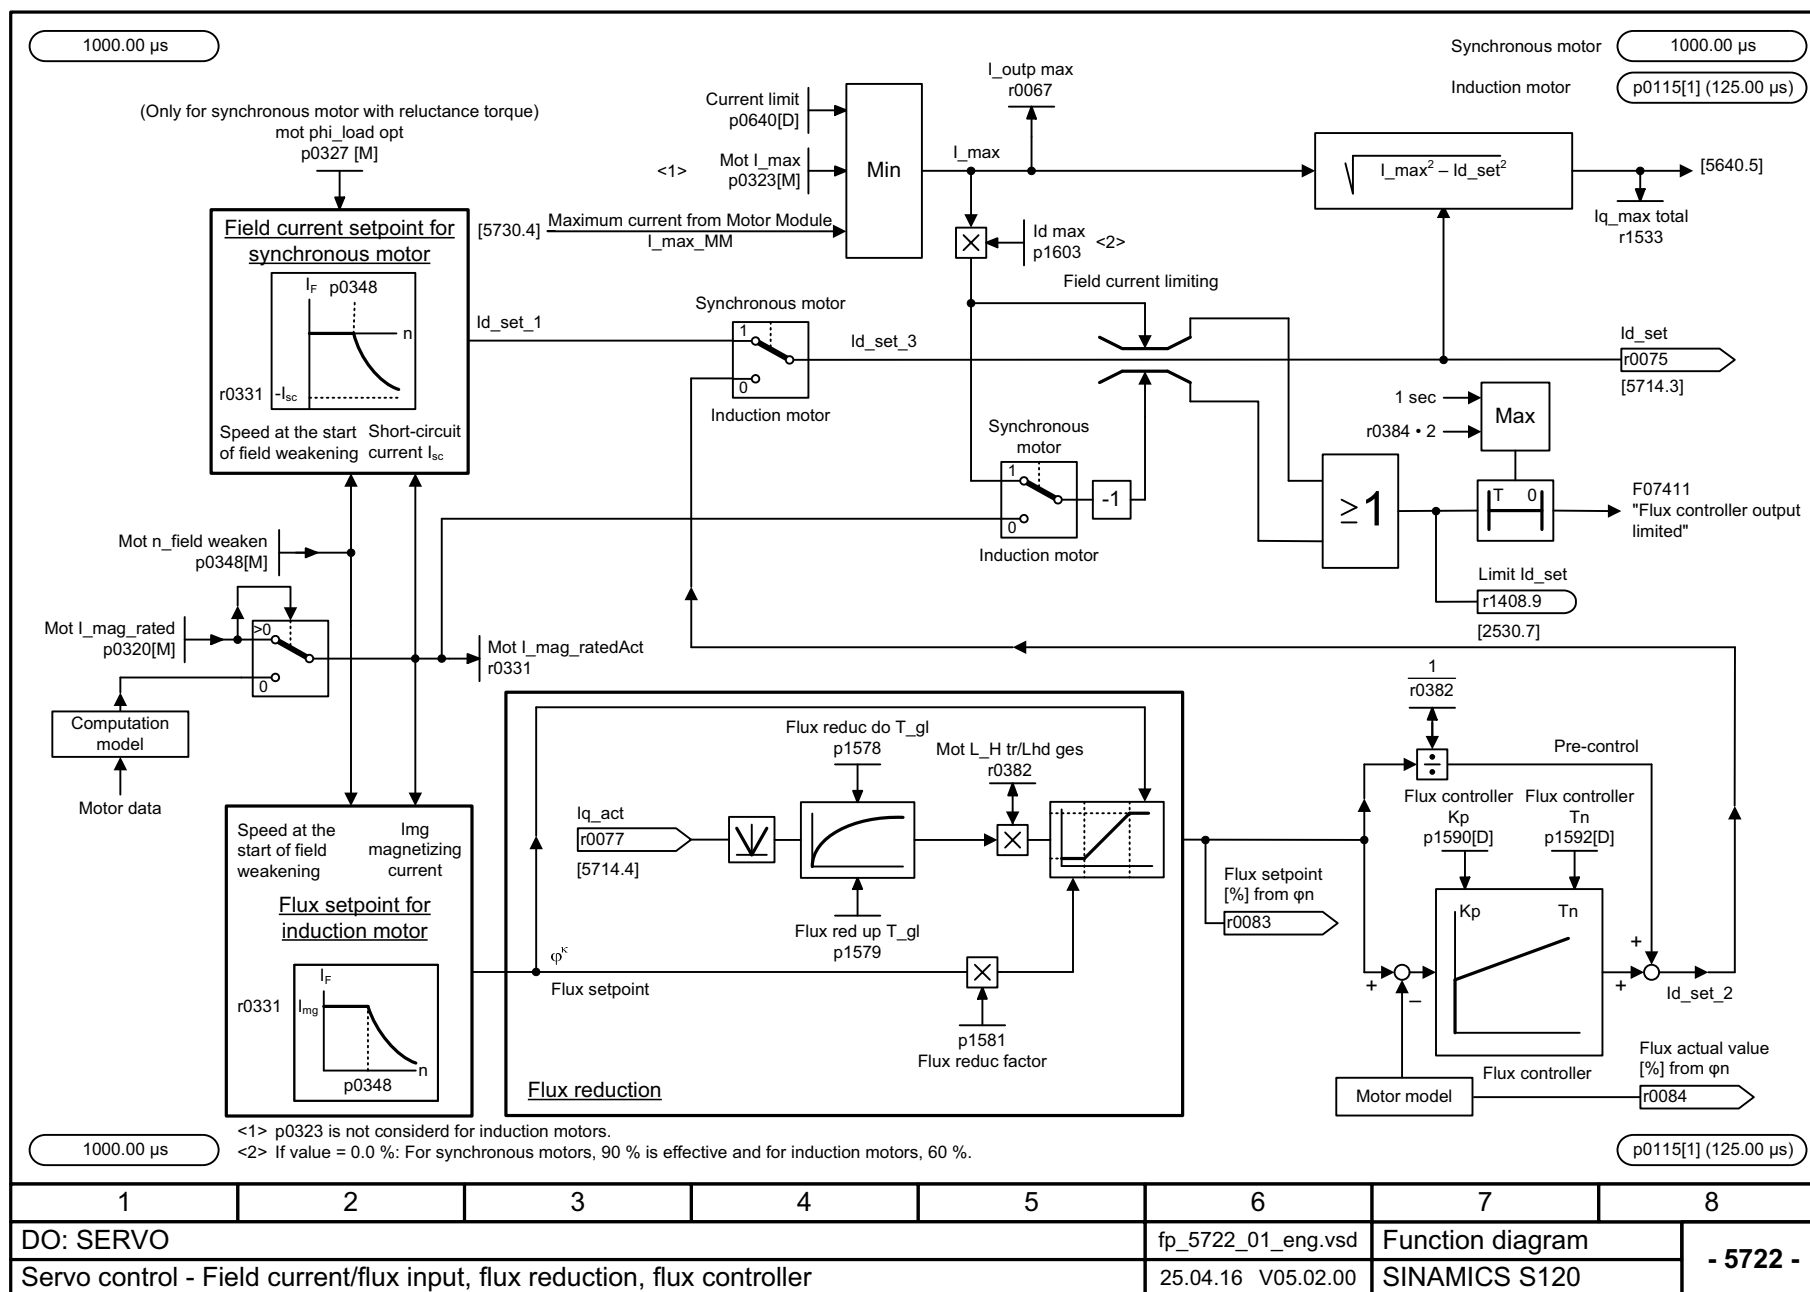 1000.00 µs
Synchronous motor
1000.00 µs
Induction motor
p0115[1] (125.00 µs)
(Only for synchronous motor with reluctance torque)
mot phi_load opt
p0327 [M]
Current limit
p0640[D]
<1>
Mot I_max
p0323[M]
[5730.4]
Maximum current from Motor Module
I_max_MM
Min
I_max
I_outp max
r0067
√ I_max² – Id_set²
[5640.5]
Iq_max total
r1533
Id max
p1603
<2>
Field current setpoint for
synchronous motor
I_F p0348
n
r0331
-I_sc
Speed at the start
of field weakening
Short-circuit
current I_sc
Id_set_1
Synchronous motor
1
0
Induction motor
Id_set_3
Field current limiting
Id_set
r0075
[5714.3]
Synchronous
motor
1
0
Induction motor
-1
≥1
1 sec
r0384 • 2
Max
T 0
F07411
"Flux controller output
limited"
Limit Id_set
r1408.9
[2530.7]
Mot n_field weaken
p0348[M]
Mot I_mag_rated
p0320[M]
>0
0
Mot I_mag_ratedAct
r0331
Computation
model
Motor data
Speed at the
start of field
weakening
Img
magnetizing
current
Flux setpoint for
induction motor
I_F
r0331
I_mg
n
p0348
φ^κ
Flux setpoint
Iq_act
r0077
[5714.4]
Flux reduc do T_gl
p1578
Flux red up T_gl
p1579
Mot L_H tr/Lhd ges
r0382
p1581
Flux reduc factor
Flux reduction
Flux setpoint
[%] from φn
r0083
1
r0382
÷
Pre-control
Flux controller
Kp
p1590[D]
Flux controller
Tn
p1592[D]
Kp Tn
+
–
+
+
Id_set_2
Flux controller
Motor model
Flux actual value
[%] from φn
r0084
<1> p0323 is not considerd for induction motors.
<2> If value = 0.0 %: For synchronous motors, 90 % is effective and for induction motors, 60 %.
1000.00 µs
p0115[1] (125.00 µs)
1 2 3 4 5 6 7 8
DO: SERVO
fp_5722_01_eng.vsd
Function diagram
- 5722 -
Servo control - Field current/flux input, flux reduction, flux controller
25.04.16 V05.02.00
SINAMICS S120